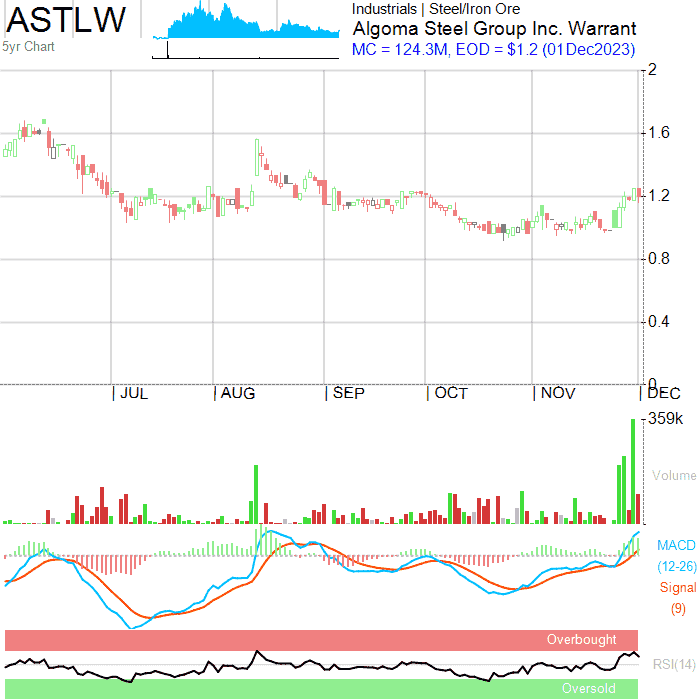 ASTLW
5yr Chart
Industrials | Steel/Iron Ore
Algoma Steel Group Inc. Warrant
MC = 124.3M, EOD = $1.2 (01Dec2023)
2
1.6
1.2
0.8
0.4
0
| JUL | AUG | SEP | OCT | NOV | DEC
359k
Volume
MACD
(12-26)
Signal
(9)
Overbought
RSI(14)
Oversold